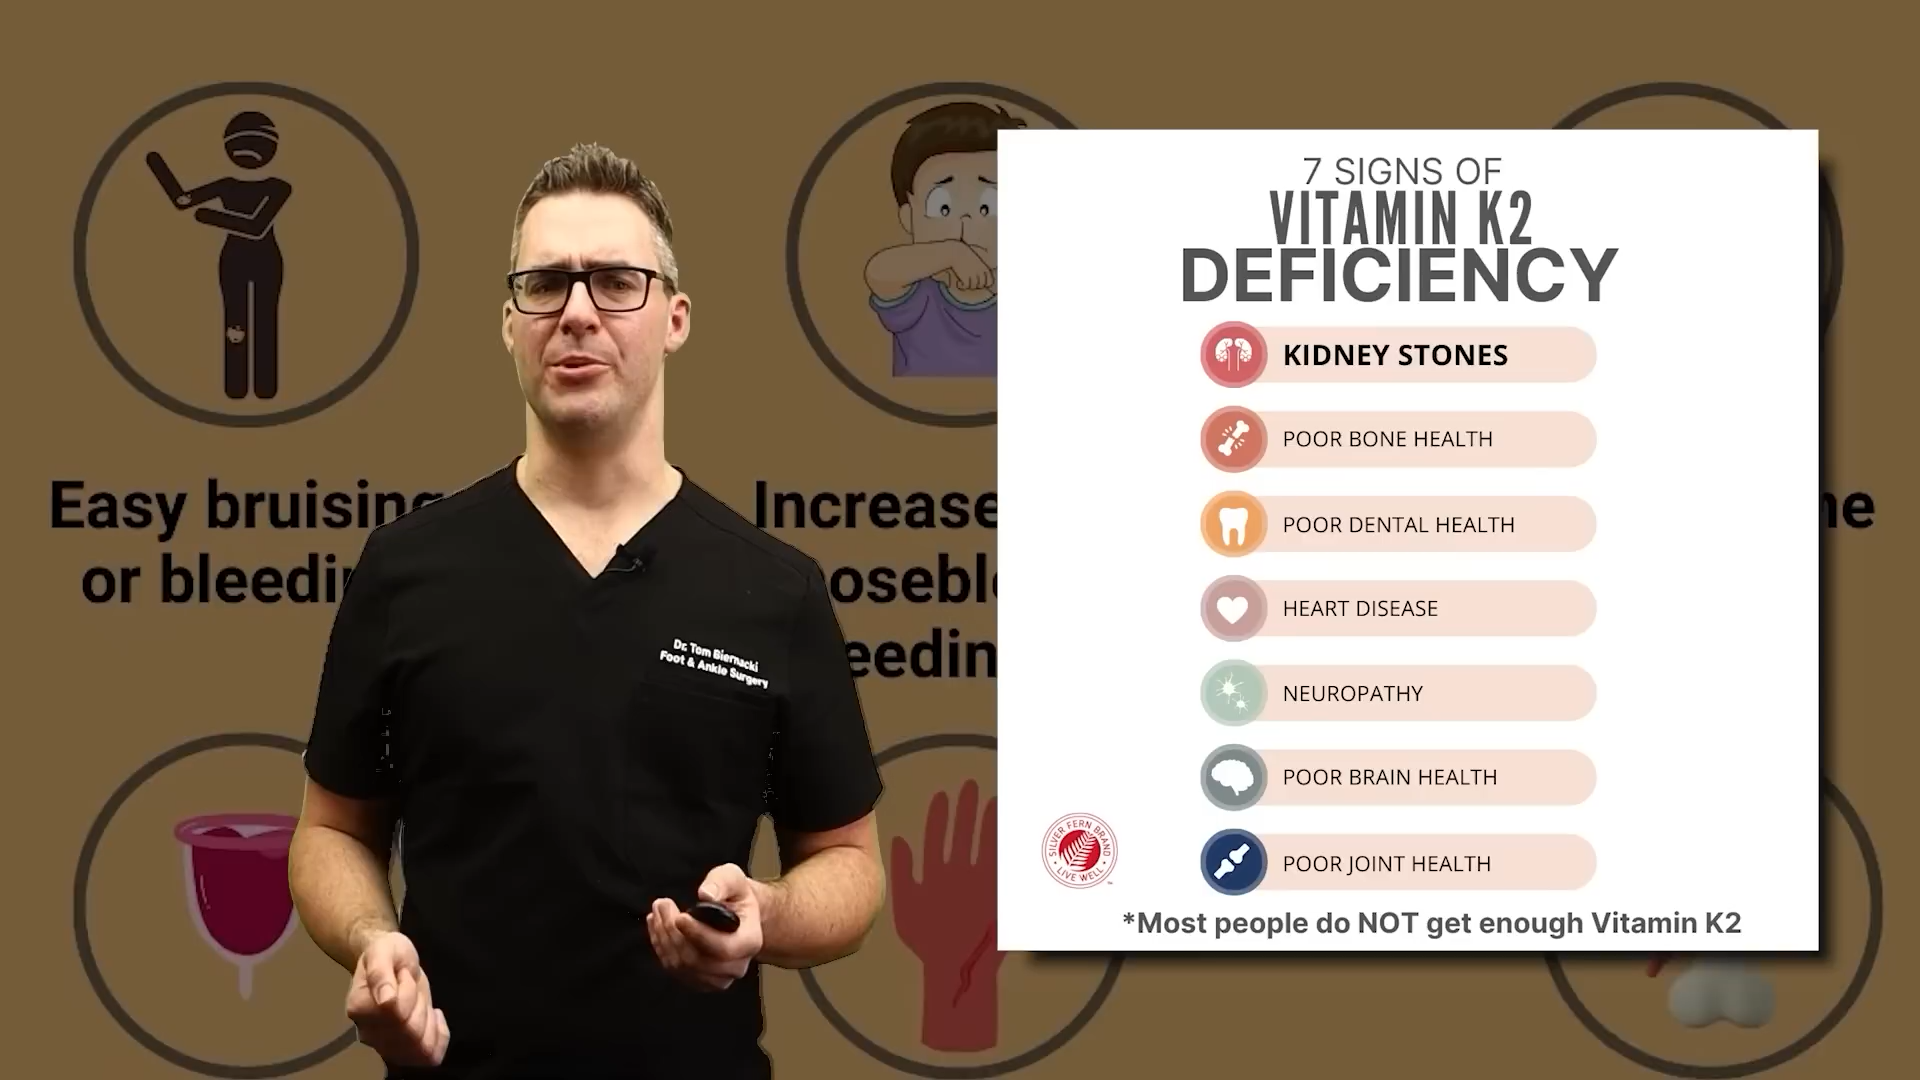 7 SIGNS OF
VITAMIN K2
DEFICIENCY
KIDNEY STONES
POOR BONE HEALTH
POOR DENTAL HEALTH
HEART DISEASE
NEUROPATHY
POOR BRAIN HEALTH
POOR JOINT HEALTH
SILVER FERN BRAND
LIVE WELL
*Most people do NOT get enough Vitamin K2
Easy bruising
or bleedin
Increase
osebl
eedin
ne
Dr. Tom Biernacki
Foot & Ankle Surgery